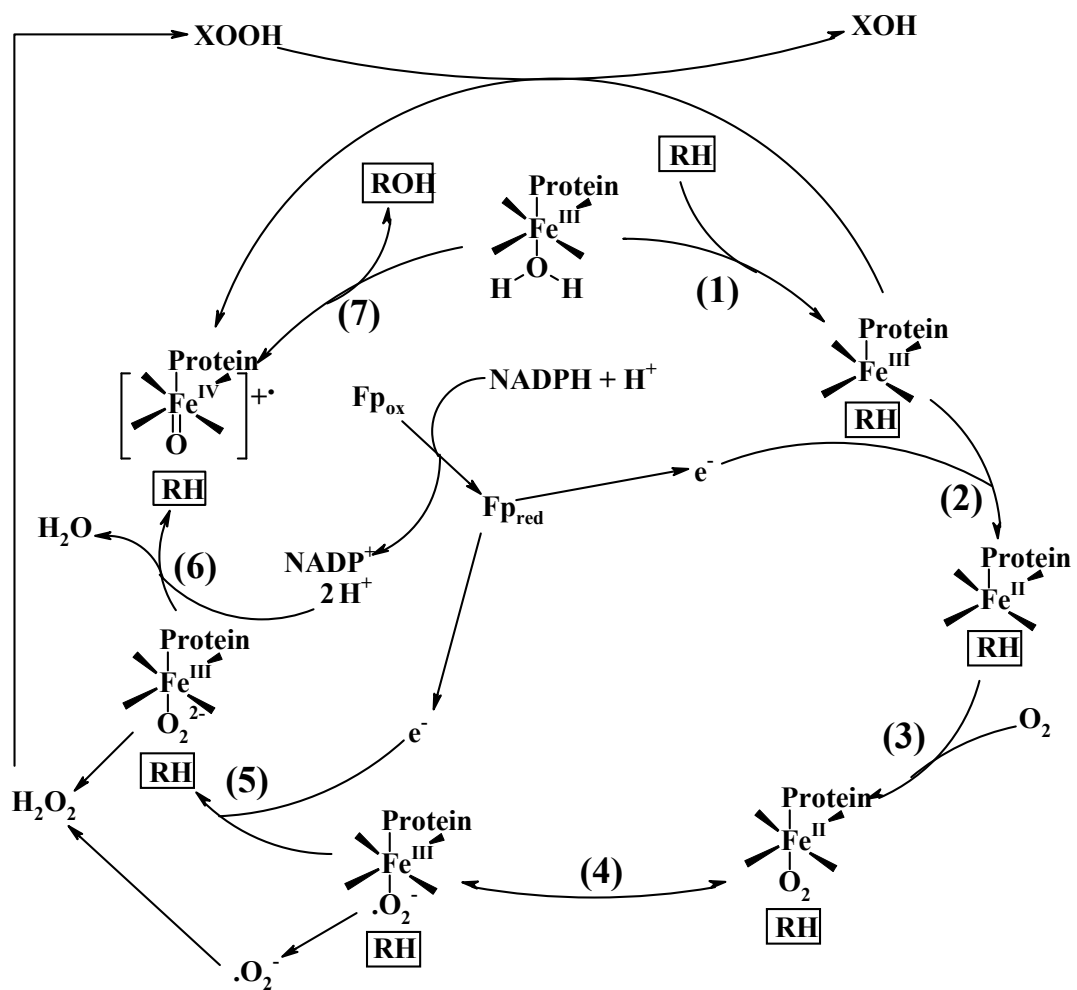 XOOH
XOH
RH
ROH
Protein
Fe^III
O
H H
(1)
(7)
Protein
Fe^III
RH
Protein
Fe^IV
O
+·
RH
NADPH + H^+
Fp_ox
e^-
(2)
Fp_red
H_2O
(6)
NADP^+
2 H^+
Protein
Fe^II
RH
Protein
Fe^III
O_2^2-
RH
(3)
O_2
e^-
(5)
H_2O_2
Protein
Fe^II
O_2
RH
Protein
Fe^III
.O_2^-
RH
(4)
.O_2^-